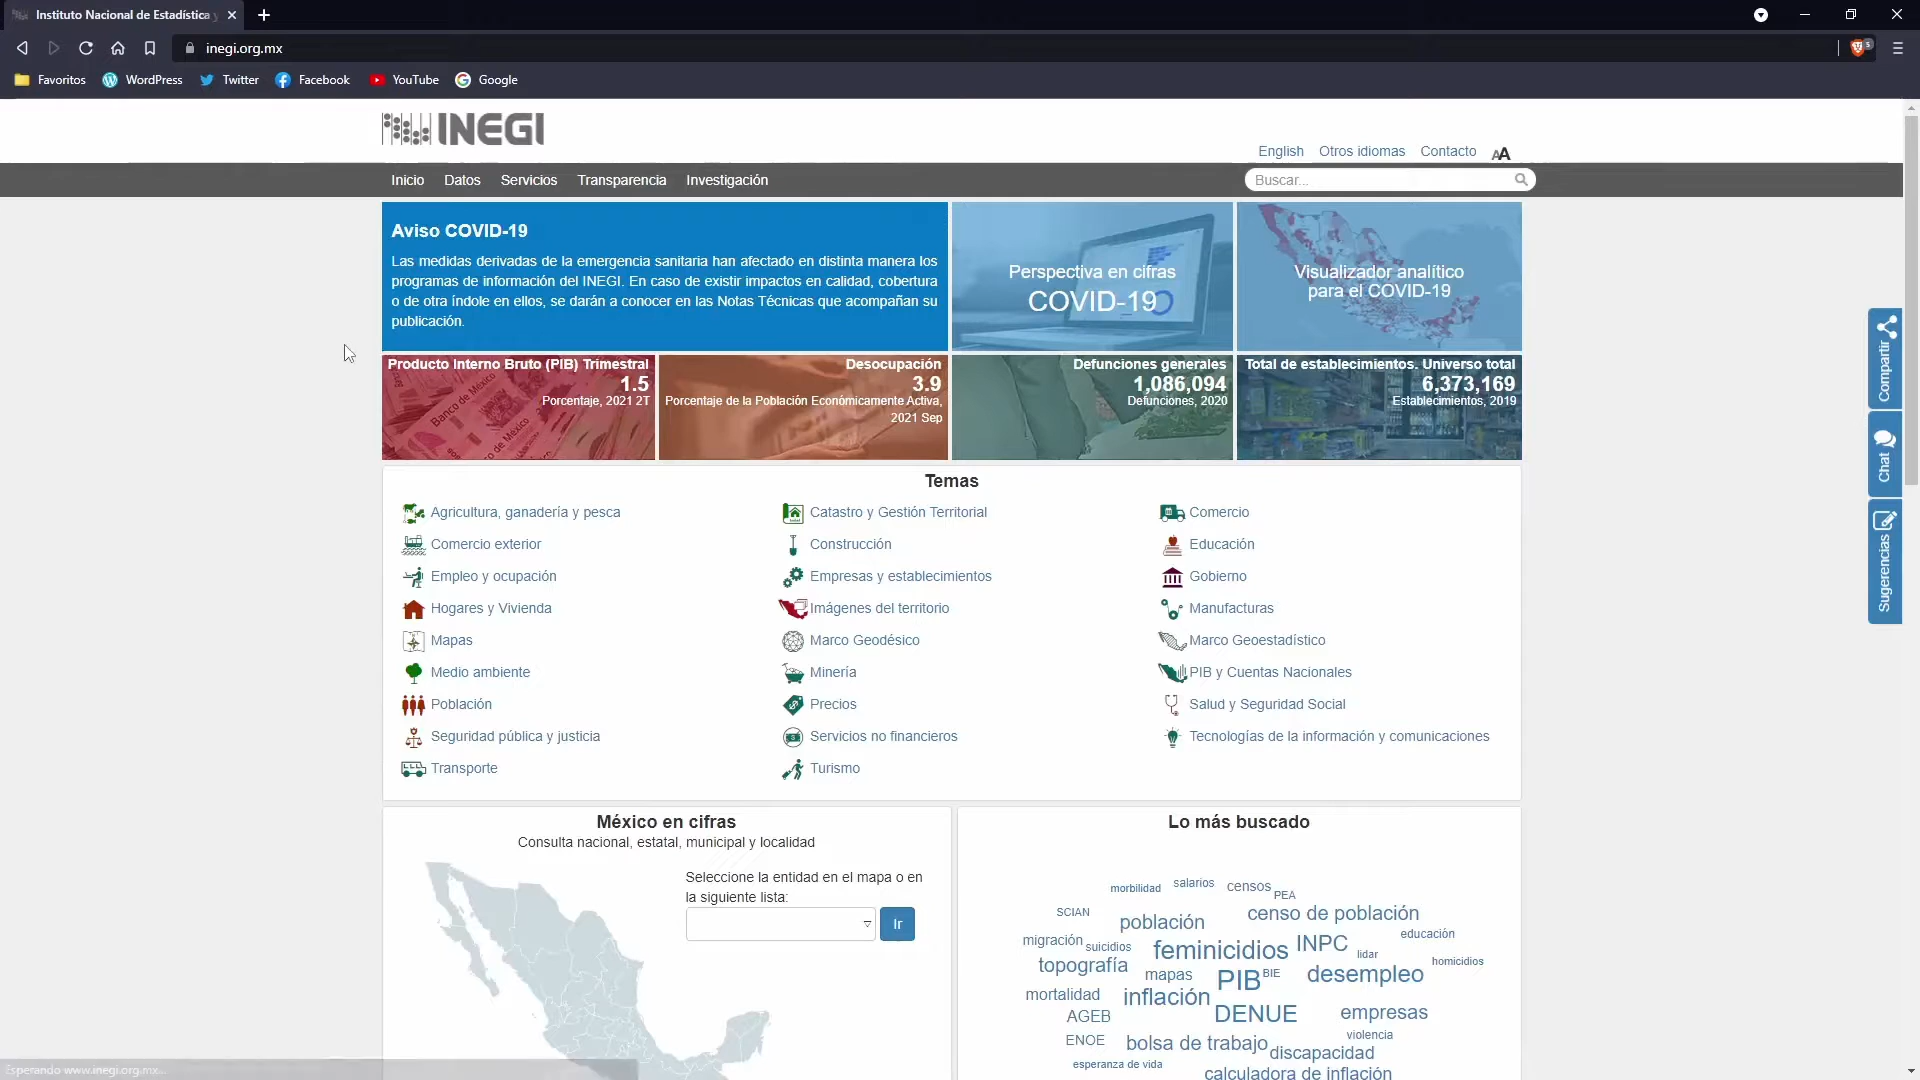 Instituto Nacional de Estadística y
inegi.org.mx
Favoritos WordPress Twitter Facebook YouTube Google
INEGI
English Otros idiomas Contacto AA
Inicio Datos Servicios Transparencia Investigación Buscar...
Aviso COVID-19
Las medidas derivadas de la emergencia sanitaria han afectado en distinta manera los
programas de información del INEGI. En caso de existir impactos en calidad, cobertura
o de otra índole en ellos, se darán a conocer en las Notas Técnicas que acompañan su
publicación.
Perspectiva en cifras
COVID-19
Visualizador analítico
para el COVID-19
Producto Interno Bruto (PIB) Trimestral
1.5
Porcentaje, 2021 2T
Desocupación
3.9
Porcentaje de la Población Económicamente Activa,
2021 Sep
Defunciones generales
1,086,094
Defunciones, 2020
Total de establecimientos. Universo total
6,373,169
Establecimientos, 2019
Banco de México
Compartir
Chat
Sugerencias
Temas
Agricultura, ganadería y pesca
Catastro y Gestión Territorial
Comercio
Comercio exterior
Construcción
Educación
Empleo y ocupación
Empresas y establecimientos
Gobierno
Hogares y Vivienda
Imágenes del territorio
Manufacturas
Mapas
Marco Geodésico
Marco Geoestadístico
Medio ambiente
Minería
PIB y Cuentas Nacionales
Población
Precios
Salud y Seguridad Social
Seguridad pública y justicia
Servicios no financieros
Tecnologías de la información y comunicaciones
Transporte
Turismo
México en cifras
Consulta nacional, estatal, municipal y localidad
Seleccione la entidad en el mapa o en
la siguiente lista:
Ir
Lo más buscado
morbilidad salarios censos PEA
SCIAN población censo de población
migración suicidios feminicidios INPC lidar educación
topografía mapas PIB BIE desempleo homicidios
mortalidad inflación
AGEB DENUE empresas
ENOE bolsa de trabajo violencia
esperanza de vida discapacidad
calculadora de inflación
Esperando www.inegi.org.mx...